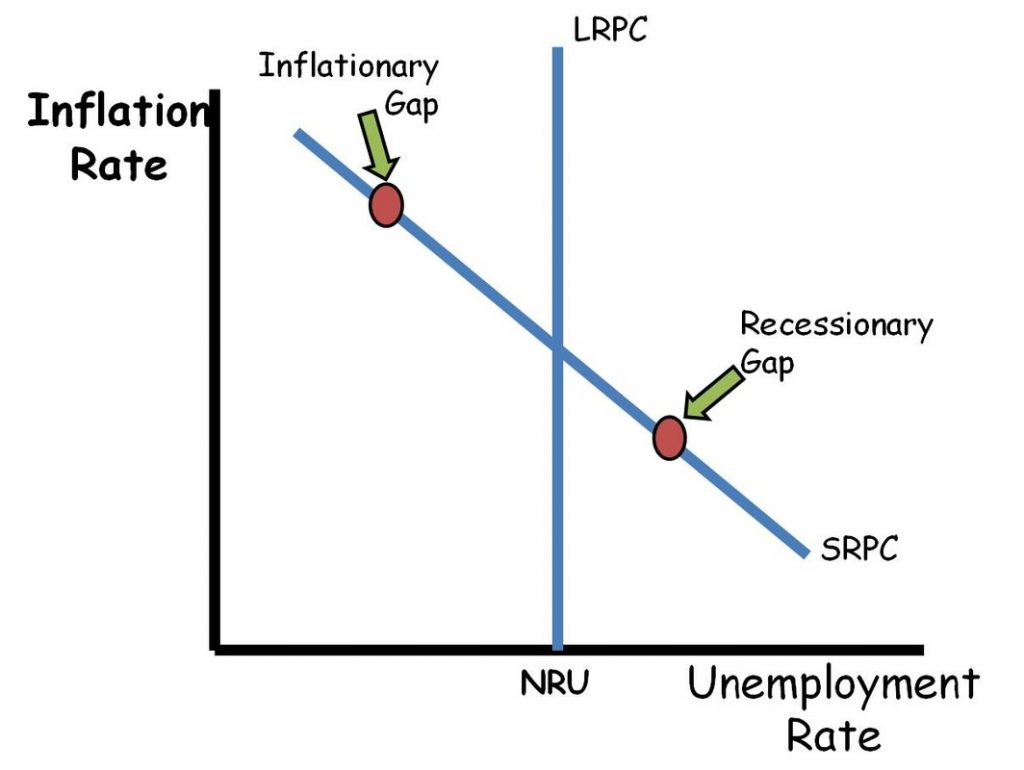 LRPC
Inflationary
Gap
Inflation
Rate
Recessionary
Gap
SRPC
NRU
Unemployment
Rate